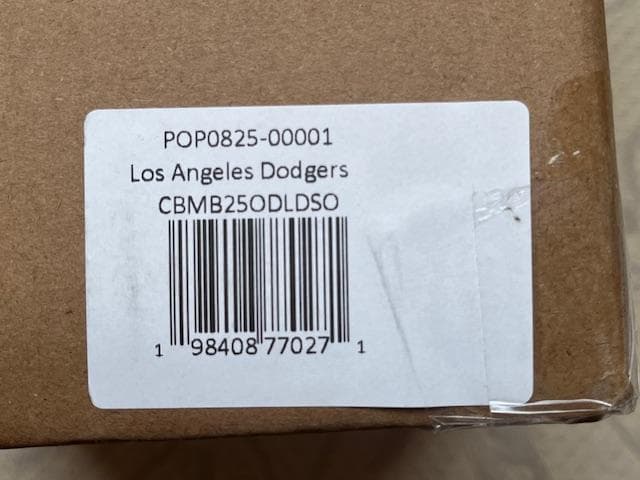 POP0825-00001
Los Angeles Dodgers
CBMB25ODLDSO
1 98408 77027 1